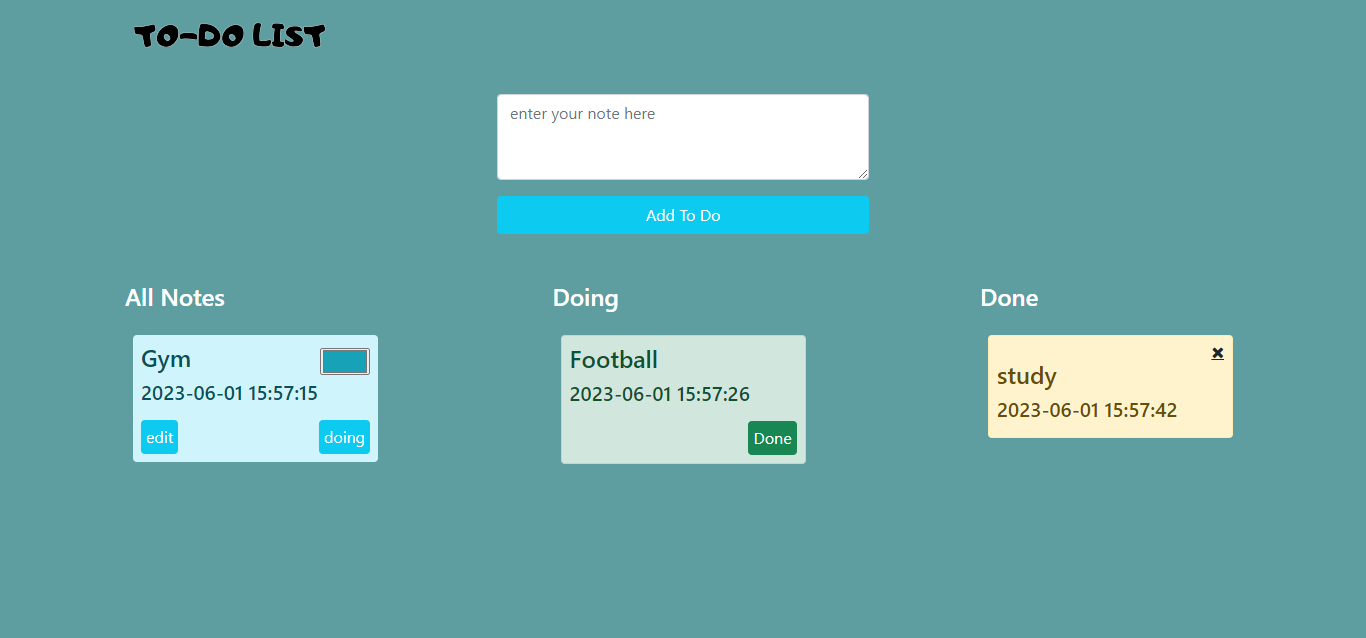 TO-DO LIST
enter your note here
Add To Do
All Notes
Gym
2023-06-01 15:57:15
edit
doing
Doing
Football
2023-06-01 15:57:26
Done
Done
study
2023-06-01 15:57:42